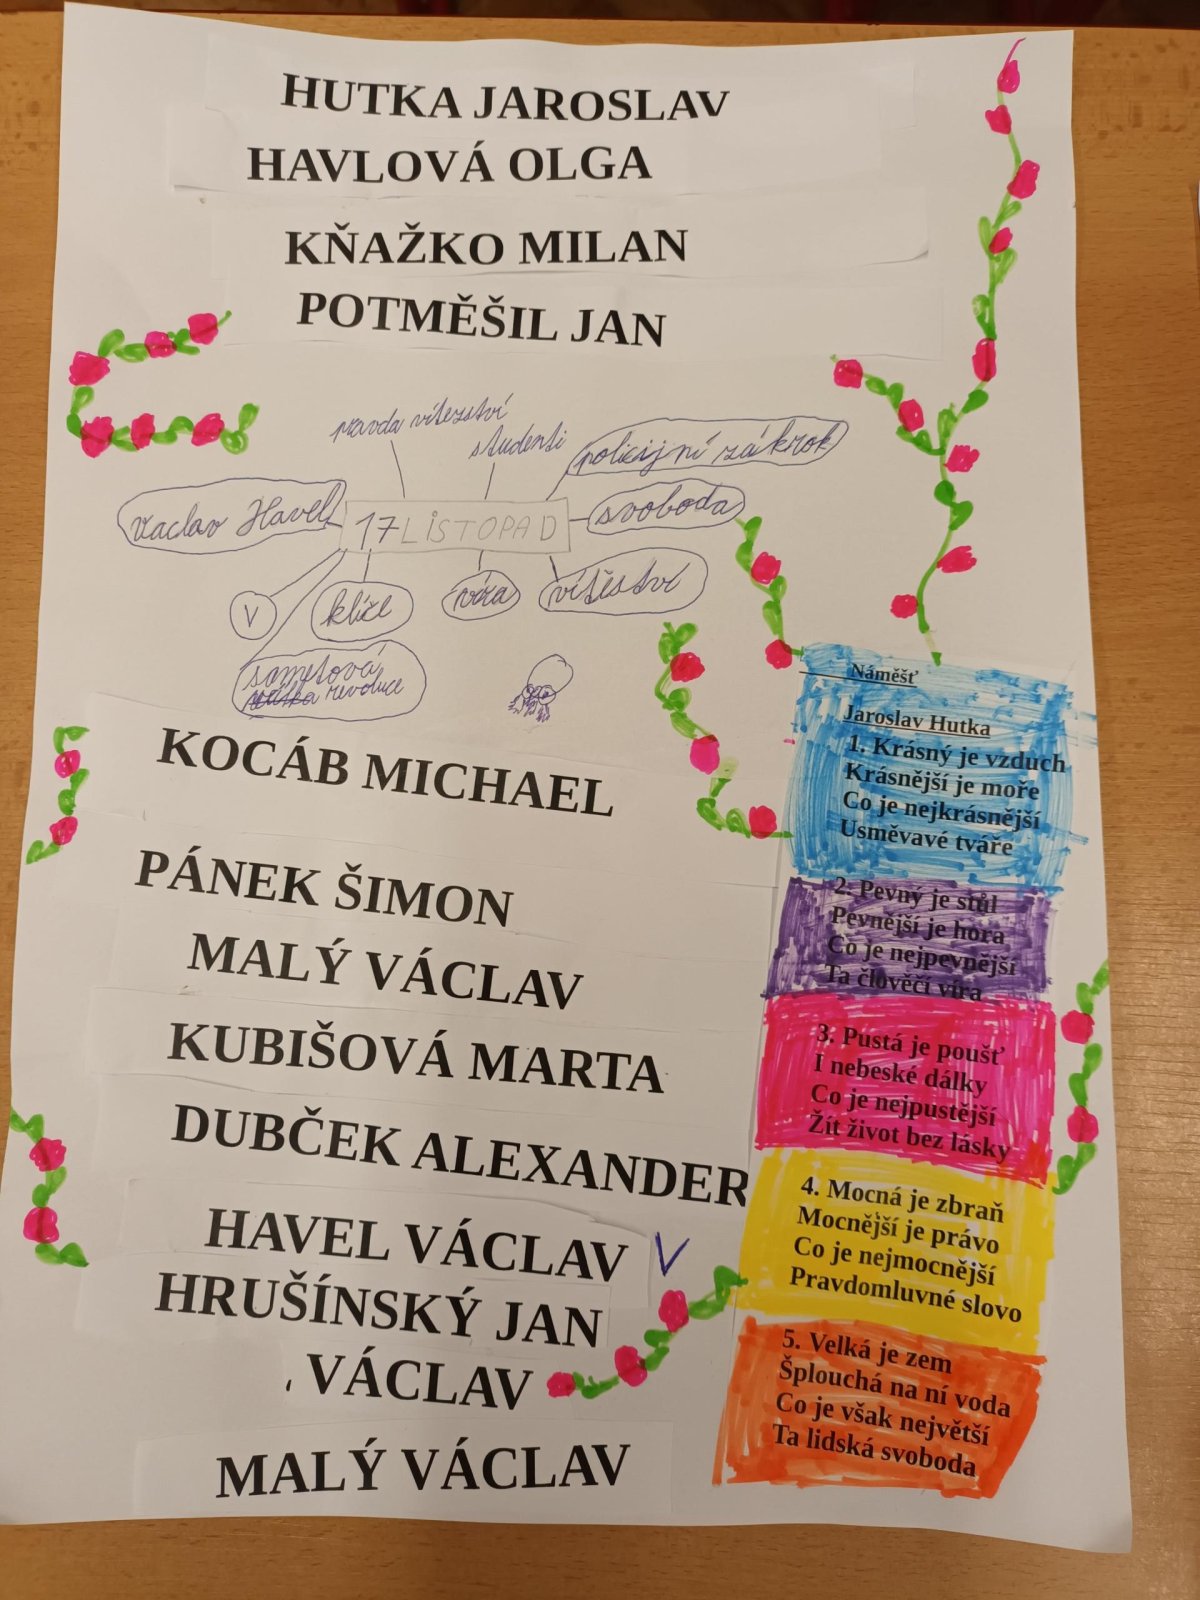 HUTKA JAROSLAV
HAVLOVÁ OLGA
KŇAŽKO MILAN
POTMĚŠIL JAN
pravda vítezství
studenti
policijní zákrok
Vaclav Havel
17 LISTOPAD
svoboda
V
klíče
víra
vítěství
sametová
revoluce
KOCÁB MICHAEL
PÁNEK ŠIMON
MALÝ VÁCLAV
KUBIŠOVÁ MARTA
DUBČEK ALEXANDER
HAVEL VÁCLAV V
HRUŠÍNSKÝ JAN
VÁCLAV
MALÝ VÁCLAV
Náměšť
Jaroslav Hutka
1. Krásný je vzduch
Krásnější je moře
Co je nejkrásnější
Usměvavé tváře
2. Pevný je stůl
Pevnější je hora
Co je nejpevnější
Ta člověčí víra
3. Pustá je poušť
I nebeské dálky
Co je nejpustější
Žít život bez lásky
4. Mocná je zbraň
Mocnější je právo
Co je nejmocnější
Pravdomluvné slovo
5. Velká je zem
Šplouchá na ní voda
Co je však největší
Ta lidská svoboda